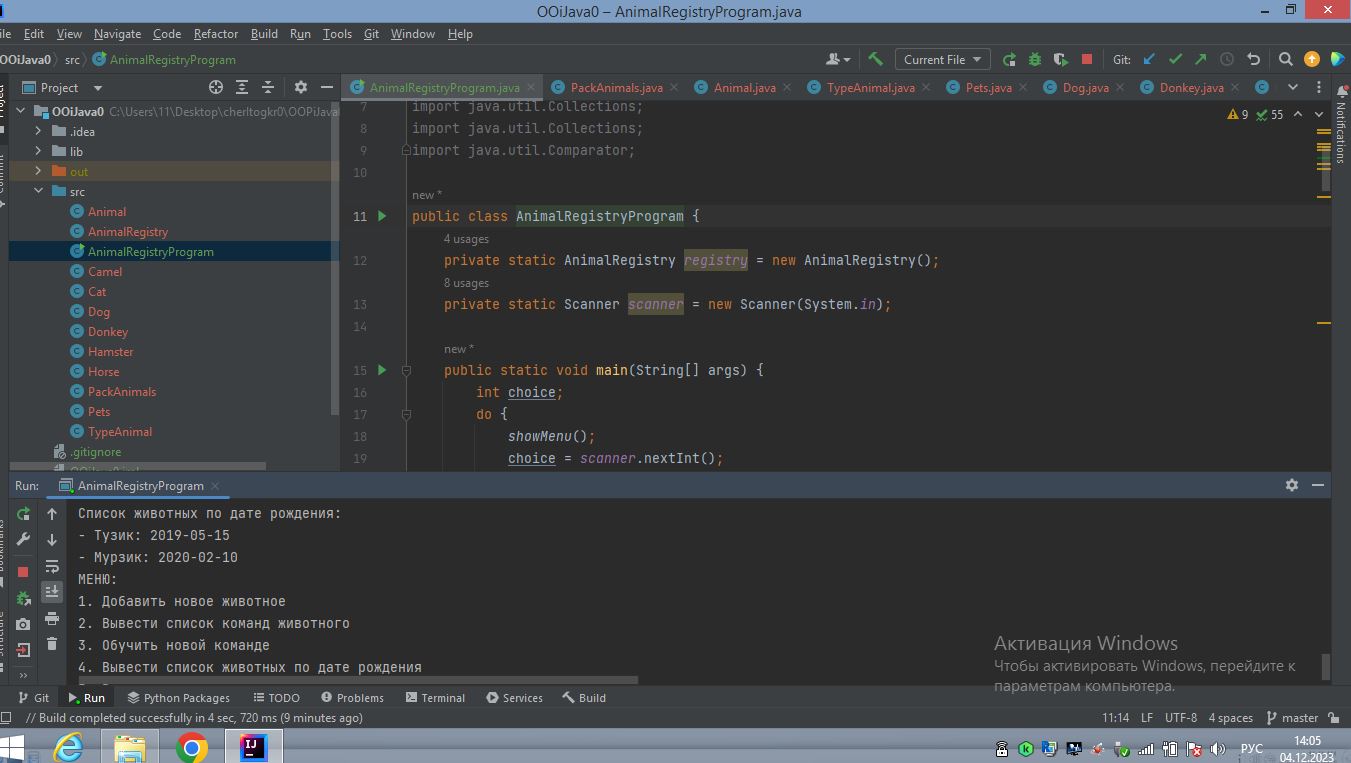 OOiJava0 – AnimalRegistryProgram.java
ile Edit View Navigate Code Refactor Build Run Tools Git Window Help
OOiJava0 src AnimalRegistryProgram Current File Git:
Project AnimalRegistryProgram.java PackAnimals.java Animal.java TypeAnimal.java Pets.java Dog.java Donkey.java
Notifications
OOiJava0 C:\Users\11\Desktop\cherltogkr0\OOPiJava
.idea
lib
out
src
Animal
AnimalRegistry
AnimalRegistryProgram
Camel
Cat
Dog
Donkey
Hamster
Horse
PackAnimals
Pets
TypeAnimal
.gitignore
9 55
7 import java.util.Collections;
8 import java.util.Collections;
9 import java.util.Comparator;
10
new *
11 public class AnimalRegistryProgram {
4 usages
12 private static AnimalRegistry registry = new AnimalRegistry();
8 usages
13 private static Scanner scanner = new Scanner(System.in);
14
new *
15 public static void main(String[] args) {
16 int choice;
17 do {
18 showMenu();
19 choice = scanner.nextInt();
Run: AnimalRegistryProgram
Список животных по дате рождения:
- Тузик: 2019-05-15
- Мурзик: 2020-02-10
МЕНЮ:
1. Добавить новое животное
2. Вывести список команд животного
3. Обучить новой команде
4. Вывести список животных по дате рождения
Активация Windows
Чтобы активировать Windows, перейдите к
параметрам компьютера.
Git Run Python Packages TODO Problems Terminal Services Build
// Build completed successfully in 4 sec, 720 ms (9 minutes ago) 11:14 LF UTF-8 4 spaces master
РУС 14:05
04.12.2023